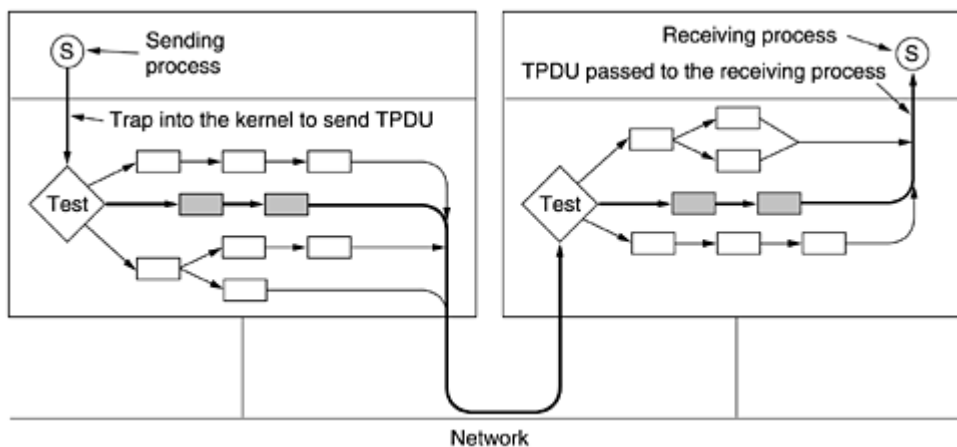 S
Sending
process
Trap into the kernel to send TPDU
Test
Receiving process
S
TPDU passed to the receiving process
Test
Network